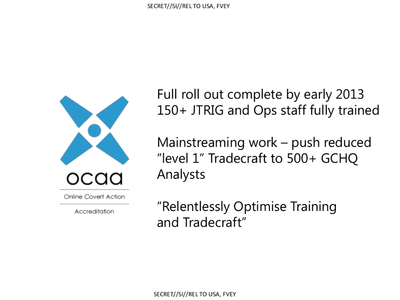 SECRET//SI//REL TO USA, FVEY
Full roll out complete by early 2013
150+ JTRIG and Ops staff fully trained
Mainstreaming work – push reduced
"level 1" Tradecraft to 500+ GCHQ
Analysts
"Relentlessly Optimise Training
and Tradecraft"
ocaa
Online Covert Action
Accreditation
SECRET//SI//REL TO USA, FVEY